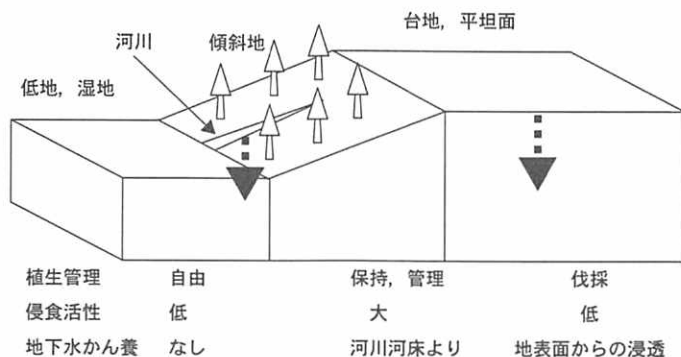 台地，平坦面
河川
傾斜地
低地，湿地
植生管理 自由 保持，管理 伐採
侵食活性 低 大 低
地下水かん養 なし 河川河床より 地表面からの浸透